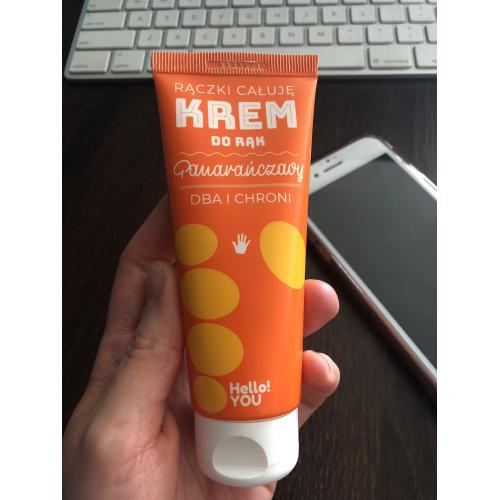 RĄCZKI CAŁUJĘ
KREM
DO RĄK
Pomarańczowy
DBA I CHRONI
Hello!
YOU